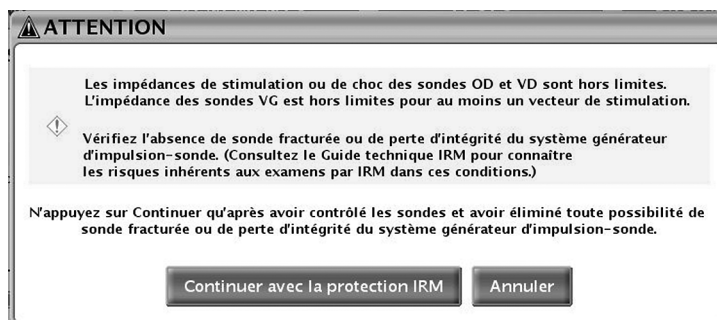 ATTENTION
Les impédances de stimulation ou de choc des sondes OD et VD sont hors limites.
L'impédance des sondes VG est hors limites pour au moins un vecteur de stimulation.
Vérifiez l'absence de sonde fracturée ou de perte d'intégrité du système générateur
d'impulsion-sonde. (Consultez le Guide technique IRM pour connaître
les risques inhérents aux examens par IRM dans ces conditions.)
N'appuyez sur Continuer qu'après avoir contrôlé les sondes et avoir éliminé toute possibilité de
sonde fracturée ou de perte d'intégrité du système générateur d'impulsion-sonde.
Continuer avec la protection IRM
Annuler